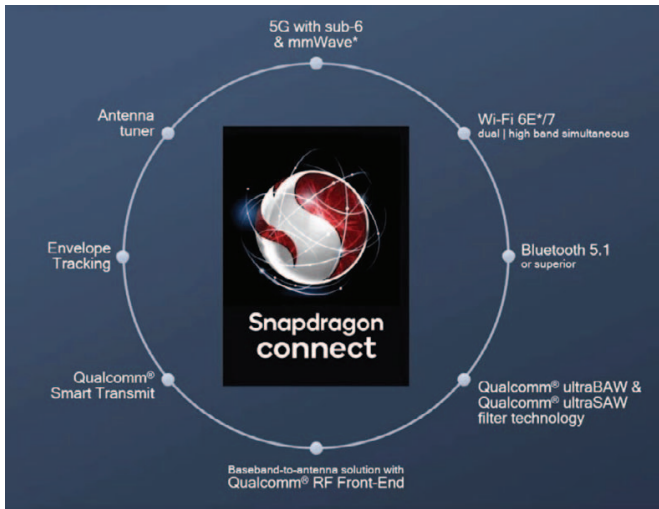 5G with sub-6
& mmWave*
Antenna
tuner
Wi-Fi 6E*/7
dual | high band simultaneous
Envelope
Tracking
Bluetooth 5.1
or superior
Snapdragon
connect
Qualcomm®
Smart Transmit
Qualcomm® ultraBAW &
Qualcomm® ultraSAW
filter technology
Baseband-to-antenna solution with
Qualcomm® RF Front-End